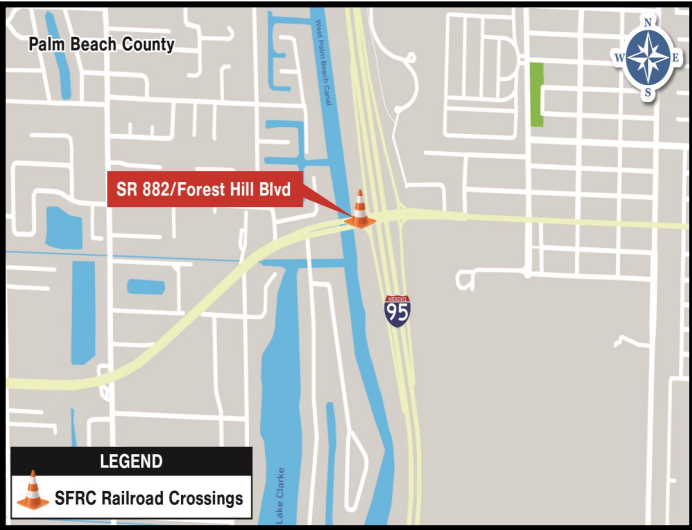 Palm Beach County
N
W E
S
West Palm Beach Canal
SR 882/Forest Hill Blvd
INTERSTATE
95
LEGEND
SFRC Railroad Crossings
Lake Clarke